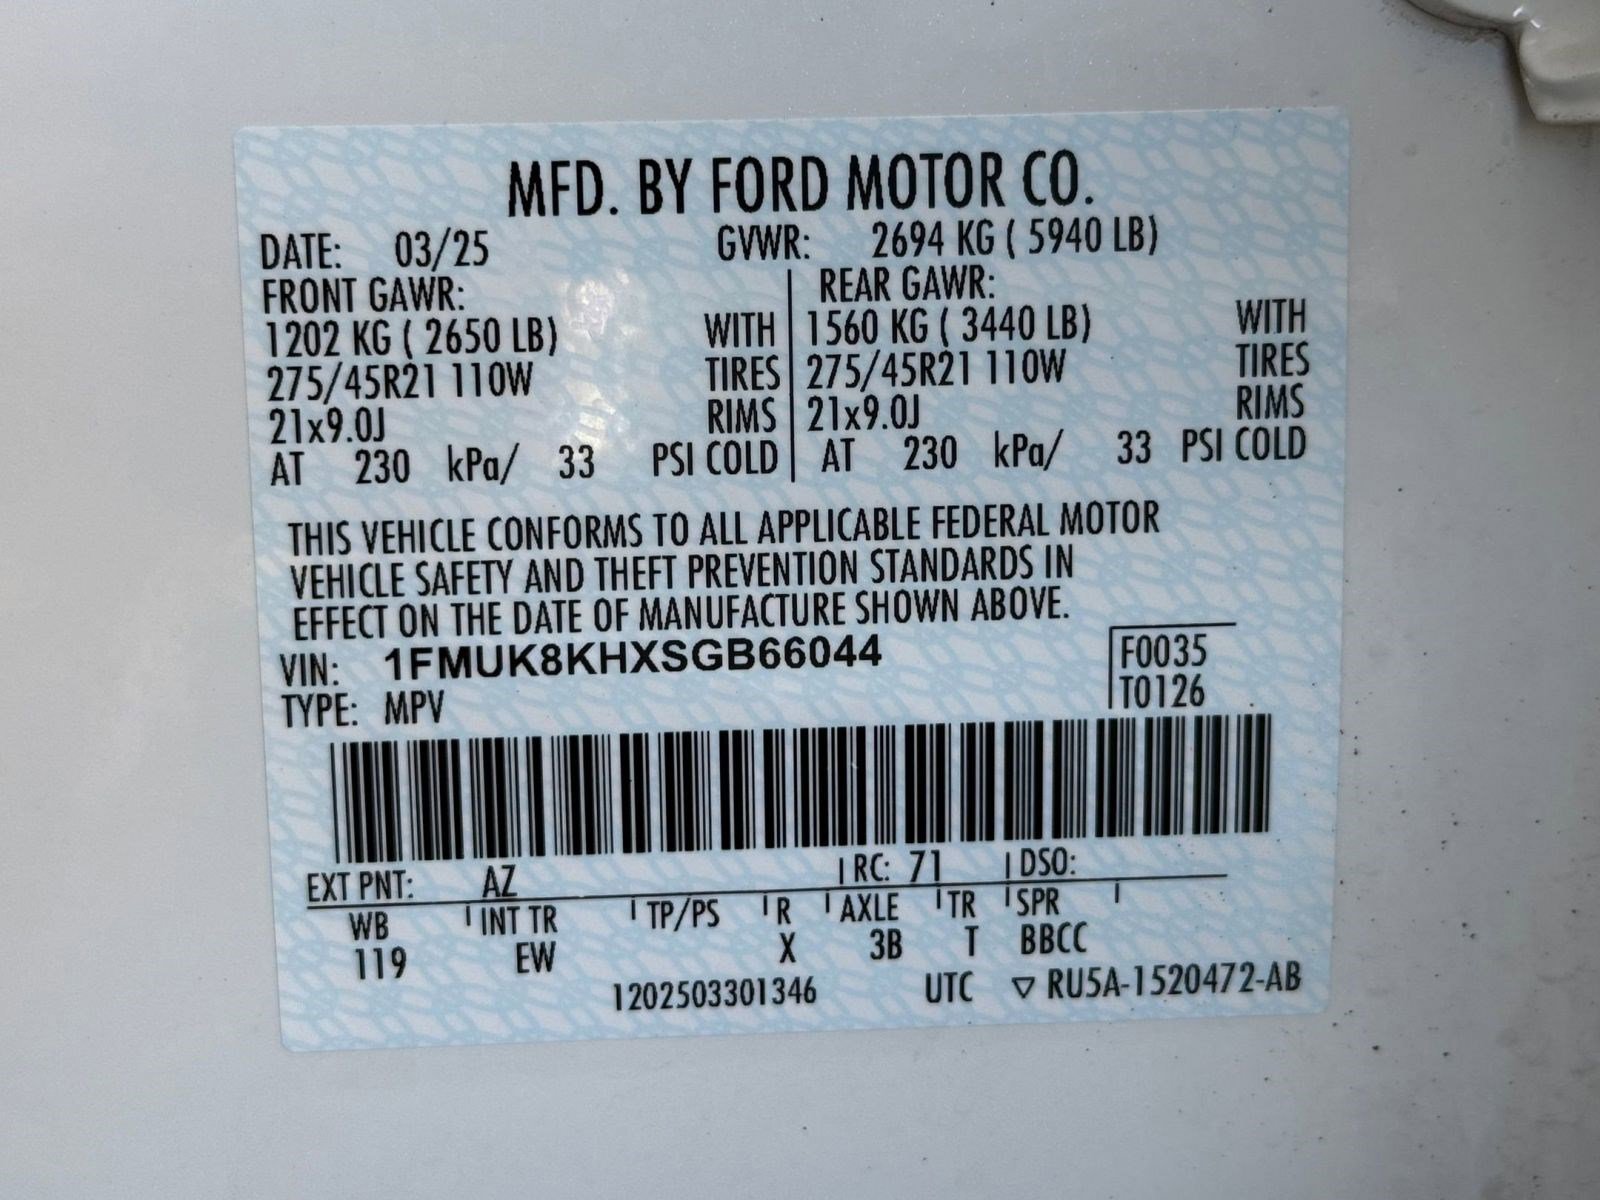 MFD. BY FORD MOTOR CO.
DATE: 03/25 GVWR: 2694 KG ( 5940 LB)
FRONT GAWR: REAR GAWR:
1202 KG ( 2650 LB) WITH 1560 KG ( 3440 LB) WITH
275/45R21 110W TIRES 275/45R21 110W TIRES
21x9.0J RIMS 21x9.0J RIMS
AT 230 kPa/ 33 PSI COLD AT 230 kPa/ 33 PSI COLD
THIS VEHICLE CONFORMS TO ALL APPLICABLE FEDERAL MOTOR
VEHICLE SAFETY AND THEFT PREVENTION STANDARDS IN
EFFECT ON THE DATE OF MANUFACTURE SHOWN ABOVE.
VIN: 1FMUK8KHXSGB66044 F0035
TYPE: MPV T0126
EXT PNT: AZ RC: 71 DSO:
WB INT TR TP/PS R AXLE TR SPR
119 EW X 3B T BBCC
1202503301346 UTC ▽ RU5A-1520472-AB